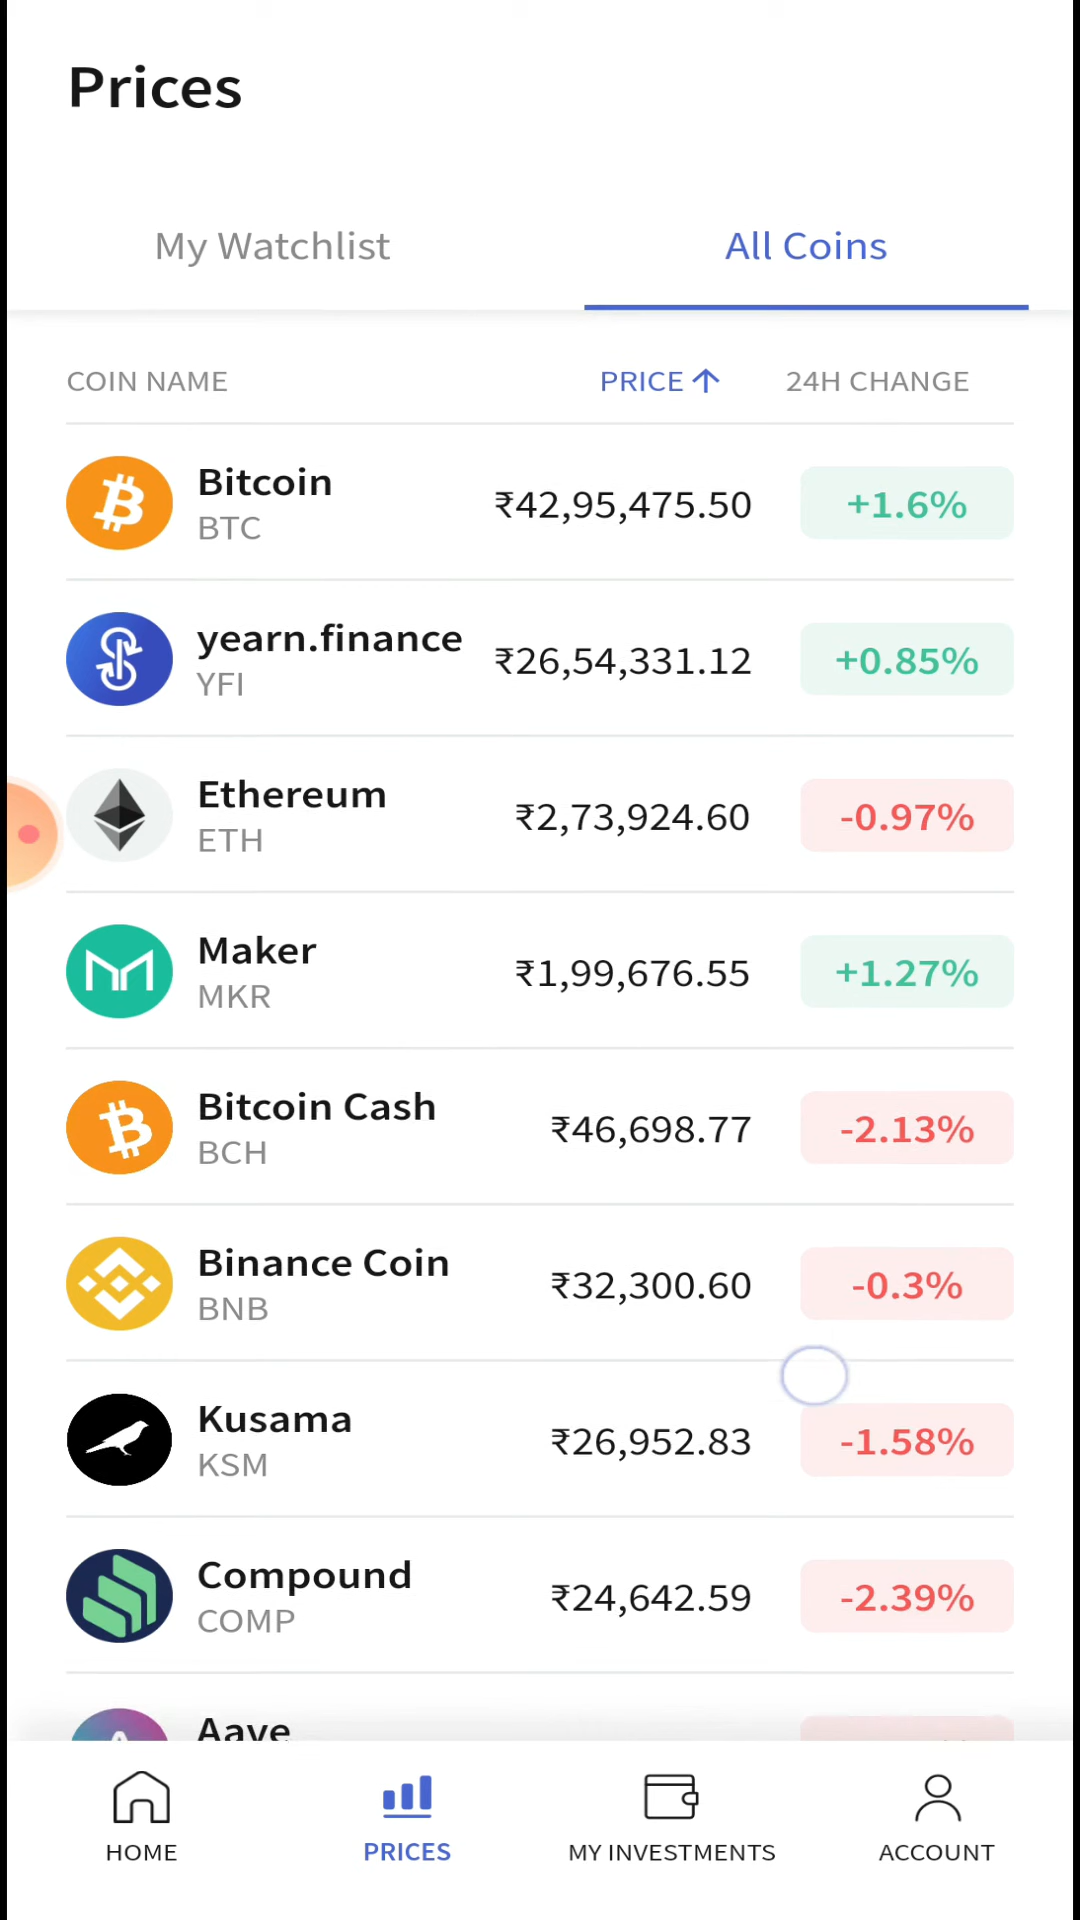 Prices
My Watchlist
All Coins
COIN NAME
PRICE ↑
24H CHANGE
Bitcoin
BTC
₹42,95,475.50
+1.6%
yearn.finance
YFI
₹26,54,331.12
+0.85%
Ethereum
ETH
₹2,73,924.60
-0.97%
Maker
MKR
₹1,99,676.55
+1.27%
Bitcoin Cash
BCH
₹46,698.77
-2.13%
Binance Coin
BNB
₹32,300.60
-0.3%
Kusama
KSM
₹26,952.83
-1.58%
Compound
COMP
₹24,642.59
-2.39%
Aave
HOME
PRICES
MY INVESTMENTS
ACCOUNT